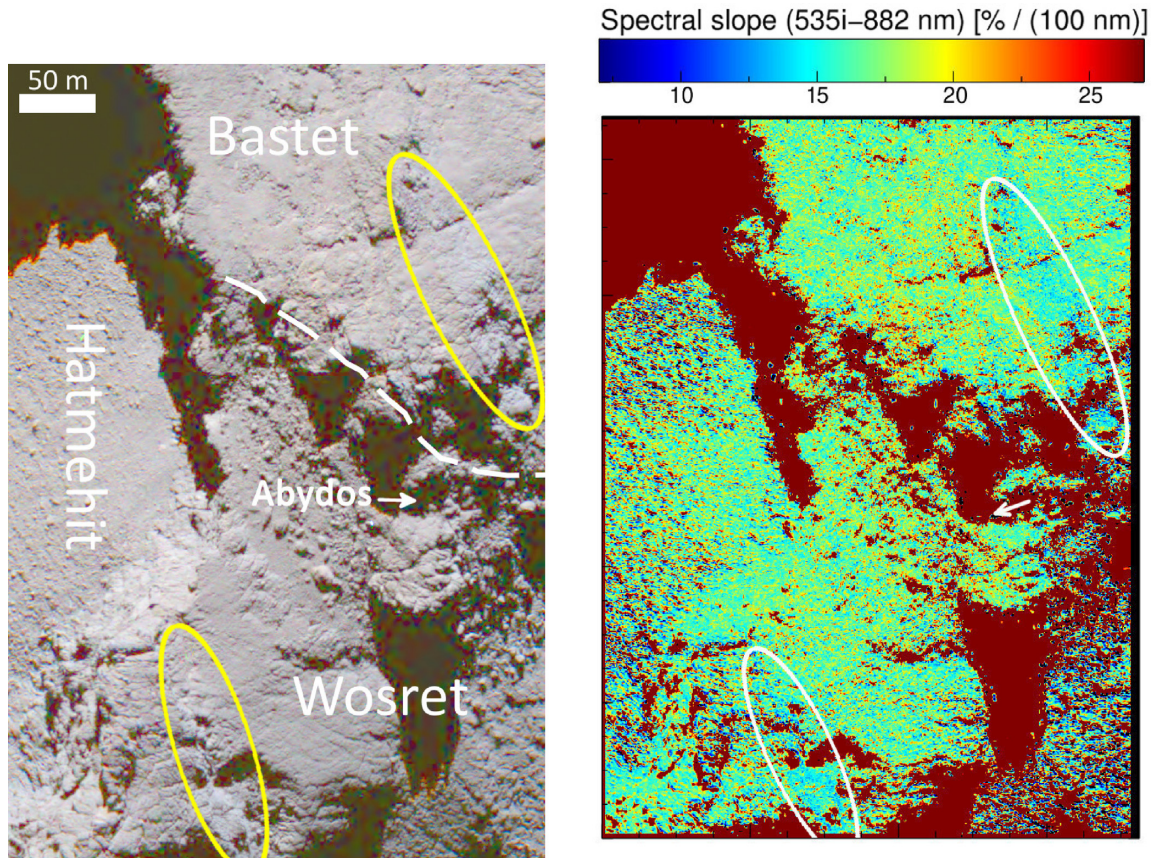 50 m
Bastet
Hatmehit
Abydos
Wosret
Spectral slope (535i−882 nm) [% / (100 nm)]
10 15 20 25